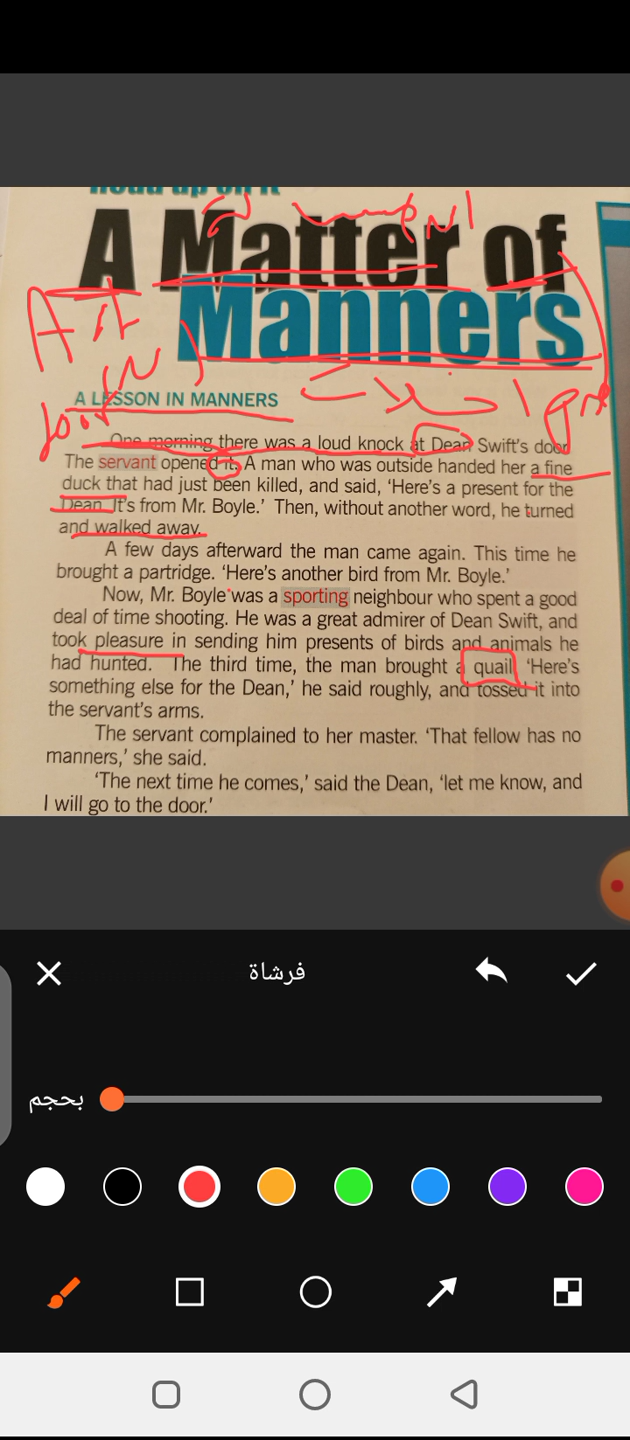 A Matter of
Manners
A LESSON IN MANNERS
One morning there was a loud knock at Dean Swift's door.
The servant opened it. A man who was outside handed her a fine
duck that had just been killed, and said, 'Here's a present for the
Dean. It's from Mr. Boyle.' Then, without another word, he turned
and walked away.
A few days afterward the man came again. This time he
brought a partridge. 'Here's another bird from Mr. Boyle.'
Now, Mr. Boyle was a sporting neighbour who spent a good
deal of time shooting. He was a great admirer of Dean Swift, and
took pleasure in sending him presents of birds and animals he
had hunted. The third time, the man brought a quail. 'Here's
something else for the Dean,' he said roughly, and tossed it into
the servant's arms.
The servant complained to her master. 'That fellow has no
manners,' she said.
'The next time he comes,' said the Dean, 'let me know, and
I will go to the door.'
فرشاة
بحجم